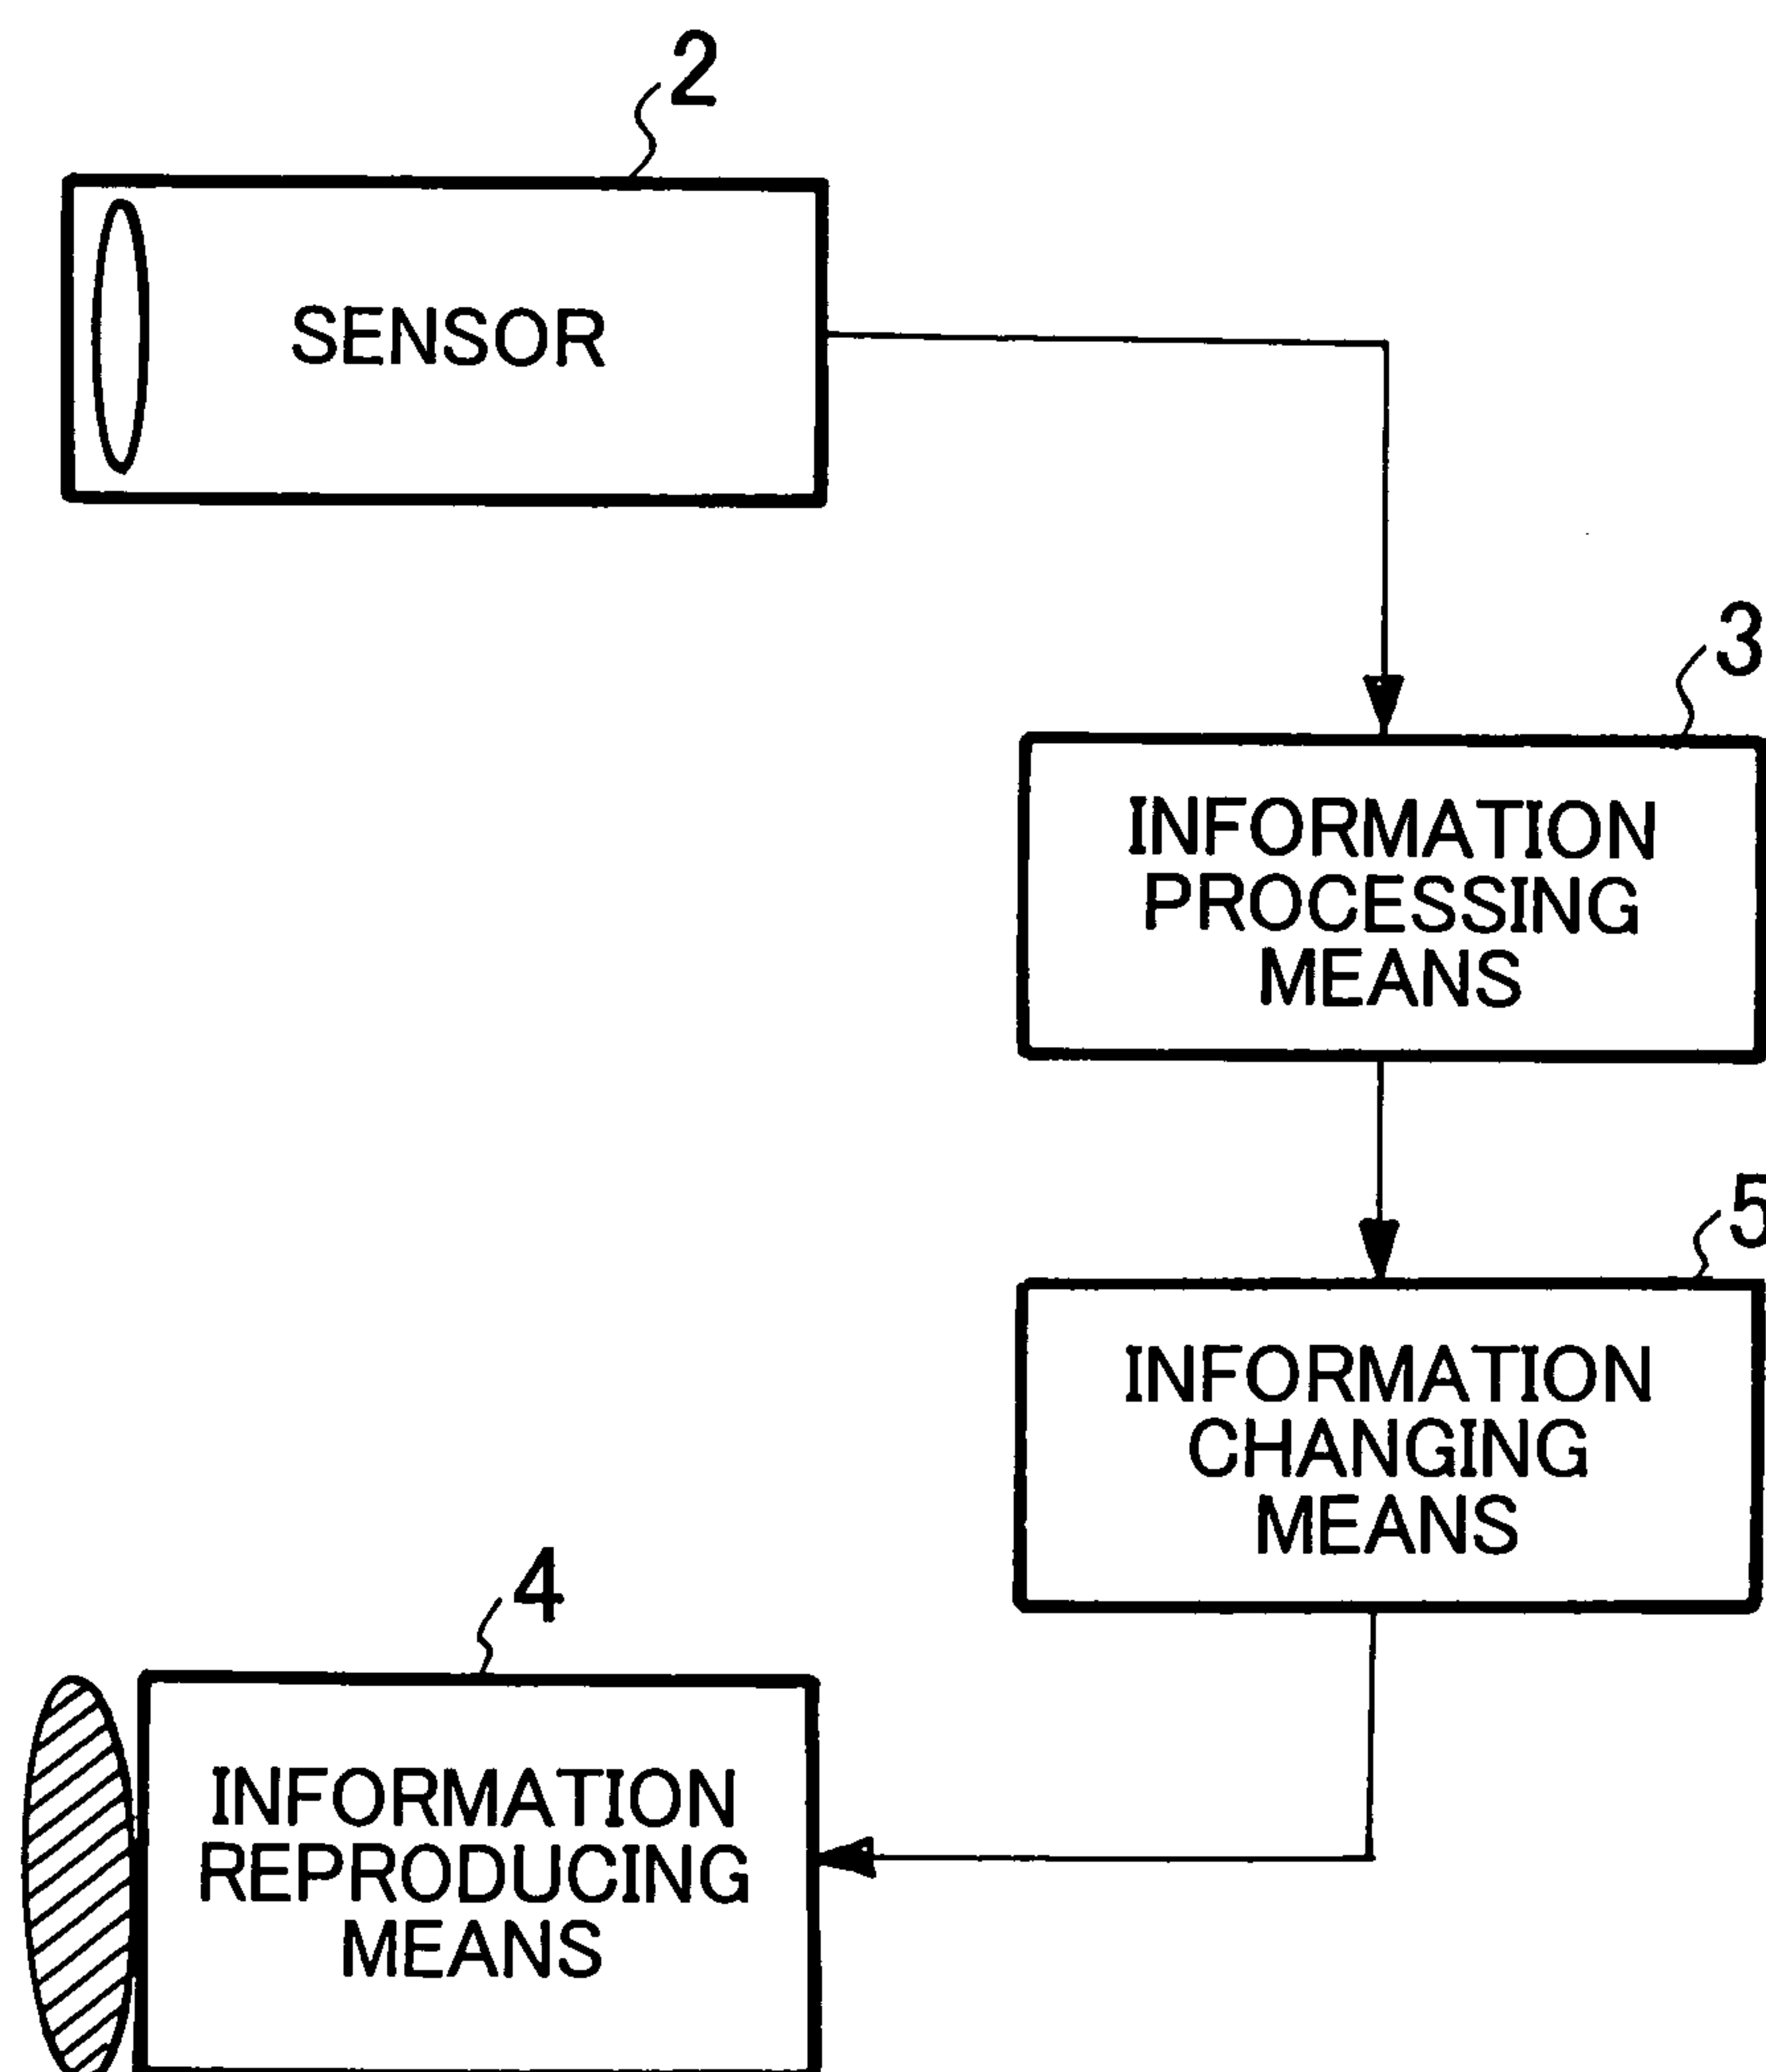 2
SENSOR
3
INFORMATION
PROCESSING
MEANS
5
INFORMATION
CHANGING
MEANS
4
INFORMATION
REPRODUCING
MEANS